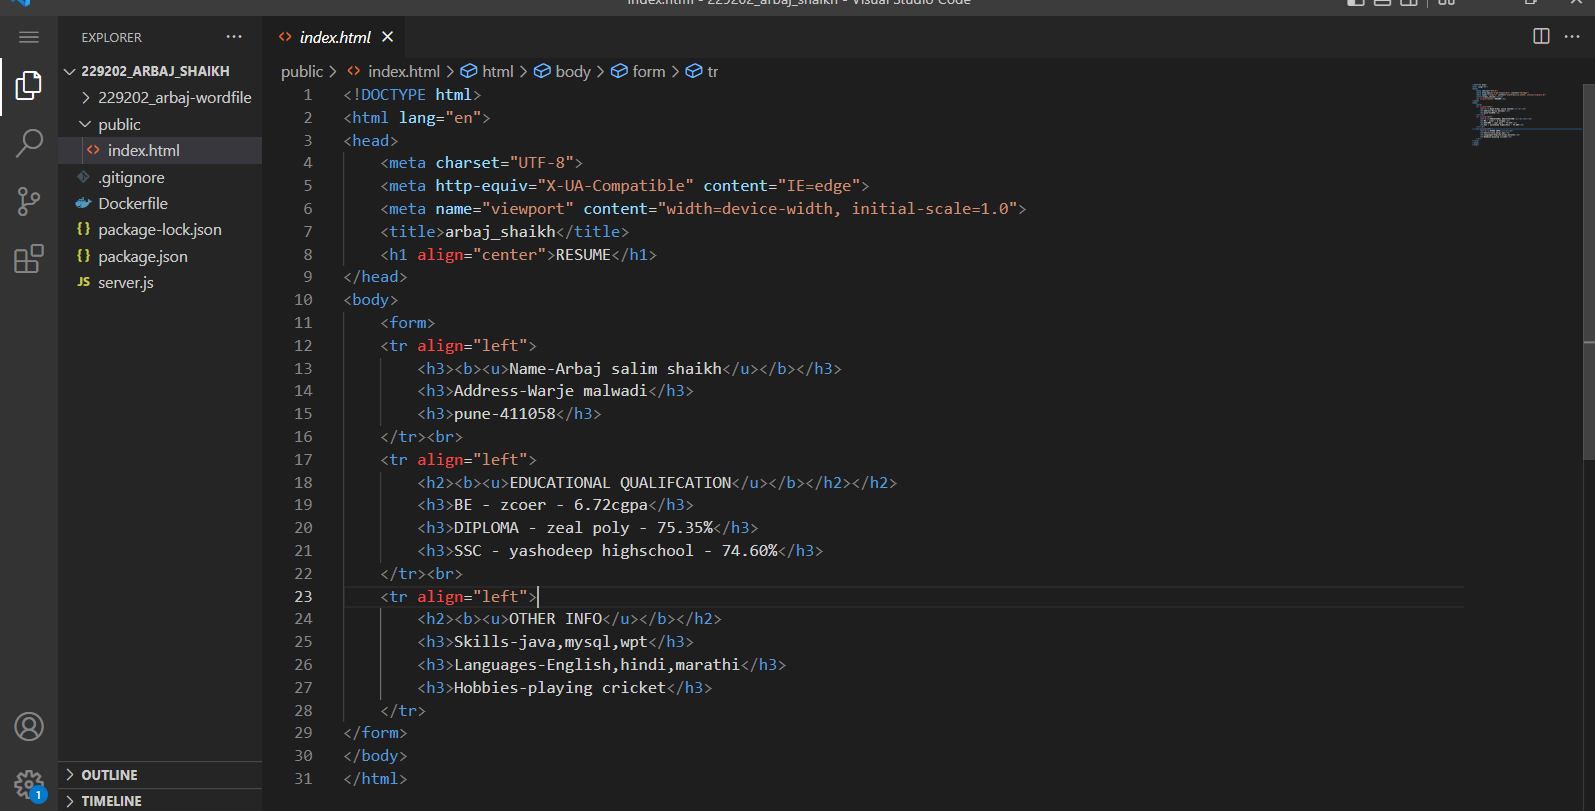 index.html - 229202_arbaj_shaikh - Visual Studio Code
EXPLORER
229202_ARBAJ_SHAIKH
229202_arbaj-wordfile
public
index.html
.gitignore
Dockerfile
package-lock.json
package.json
JS server.js
OUTLINE
TIMELINE
1
index.html
public > index.html > html > body > form > tr
1 <!DOCTYPE html>
2 <html lang="en">
3 <head>
4 <meta charset="UTF-8">
5 <meta http-equiv="X-UA-Compatible" content="IE=edge">
6 <meta name="viewport" content="width=device-width, initial-scale=1.0">
7 <title>arbaj_shaikh</title>
8 <h1 align="center">RESUME</h1>
9 </head>
10 <body>
11 <form>
12 <tr align="left">
13 <h3><b><u>Name-Arbaj salim shaikh</u></b></h3>
14 <h3>Address-Warje malwadi</h3>
15 <h3>pune-411058</h3>
16 </tr><br>
17 <tr align="left">
18 <h2><b><u>EDUCATIONAL QUALIFCATION</u></b></h2></h2>
19 <h3>BE - zcoer - 6.72cgpa</h3>
20 <h3>DIPLOMA - zeal poly - 75.35%</h3>
21 <h3>SSC - yashodeep highschool - 74.60%</h3>
22 </tr><br>
23 <tr align="left">
24 <h2><b><u>OTHER INFO</u></b></h2>
25 <h3>Skills-java,mysql,wpt</h3>
26 <h3>Languages-English,hindi,marathi</h3>
27 <h3>Hobbies-playing cricket</h3>
28 </tr>
29 </form>
30 </body>
31 </html>